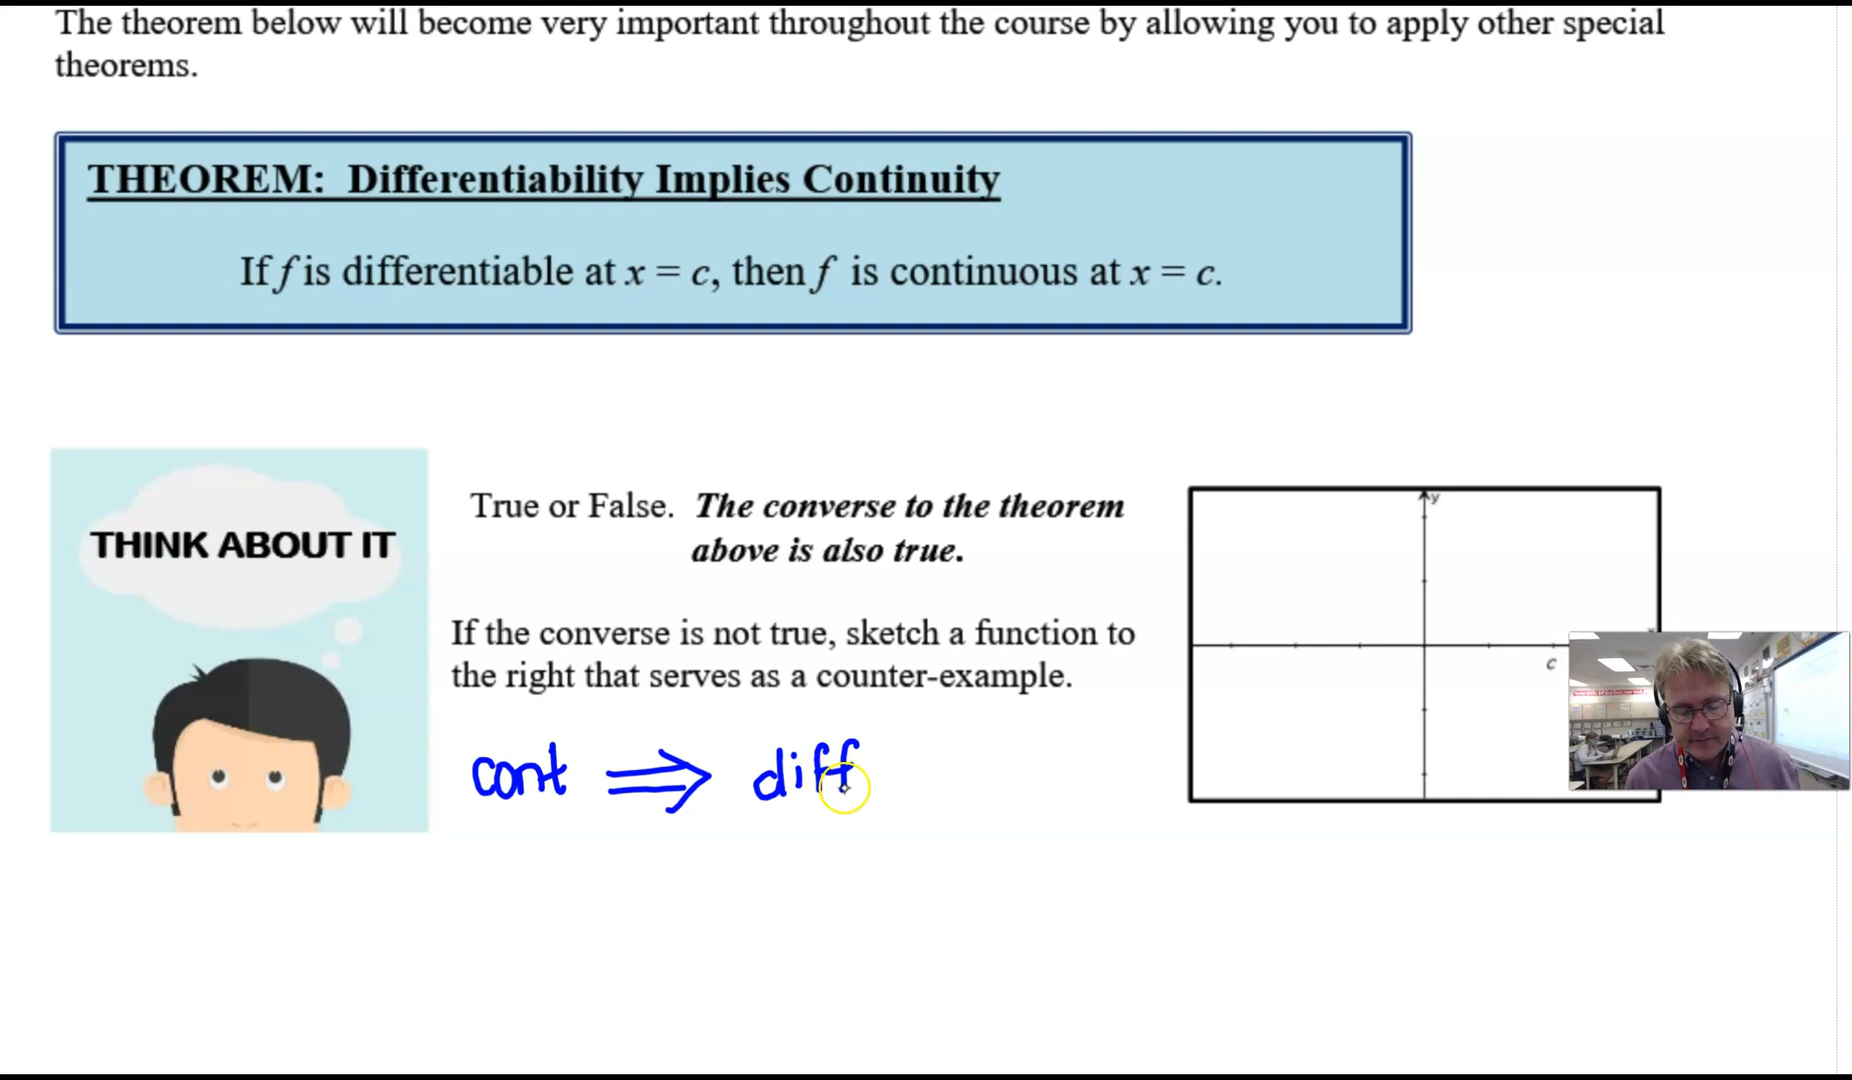 The theorem below will become very important throughout the course by allowing you to apply other special
theorems.
THEOREM: Differentiability Implies Continuity
If f is differentiable at x = c, then f is continuous at x = c.
THINK ABOUT IT
True or False. The converse to the theorem
above is also true.
If the converse is not true, sketch a function to
the right that serves as a counter-example.
cont ⟹ diff
y
c